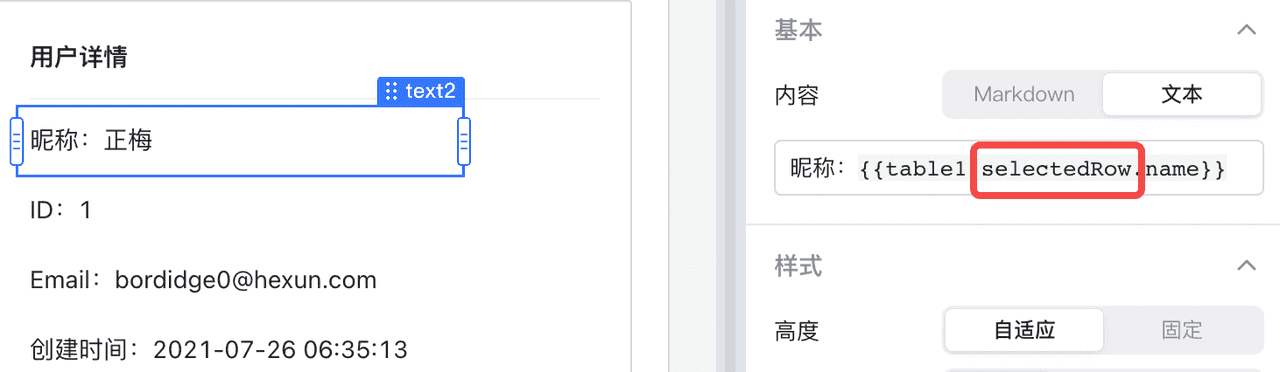 用户详情
text2
昵称：正梅
ID：1
Email：bordidge0@hexun.com
创建时间：2021-07-26 06:35:13
基本
内容
Markdown
文本
昵称：{{table1.selectedRow.name}}
样式
高度
自适应
固定